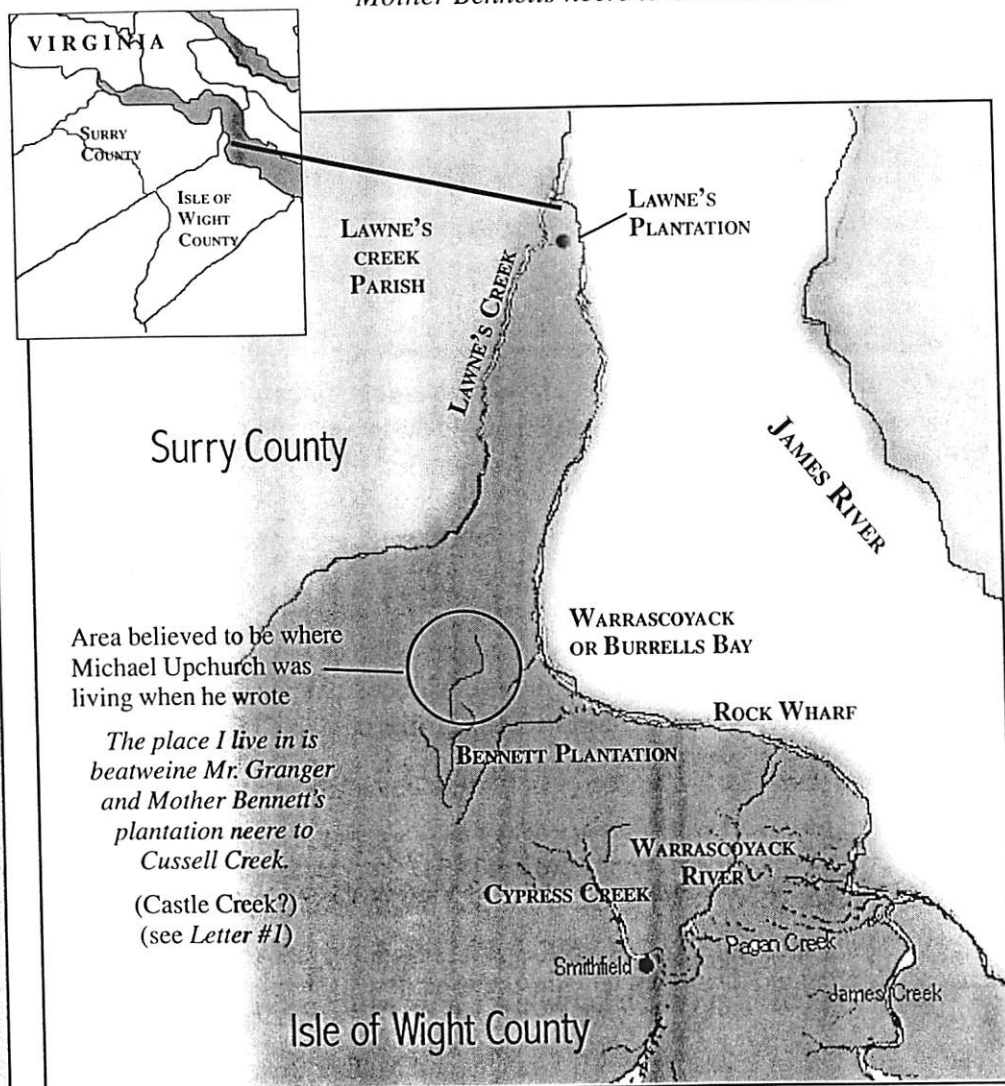 Mother Bennetts neere
VIRGINIA
SURRY
COUNTY
ISLE OF
WIGHT
COUNTY
LAWNE'S
CREEK
PARISH
LAWNE'S CREEK
LAWNE'S
PLANTATION
Surry County
JAMES RIVER
Area believed to be where
Michael Upchurch was
living when he wrote
The place I live in is
beatweine Mr. Granger
and Mother Bennett's
plantation neere to
Cussell Creek.
(Castle Creek?)
(see Letter #1)
WARRASCOYACK
OR BURRELLS BAY
ROCK WHARF
BENNETT PLANTATION
WARRASCOYACK
RIVER
CYPRESS CREEK
Pagan Creek
Smithfield
James Creek
Isle of Wight County